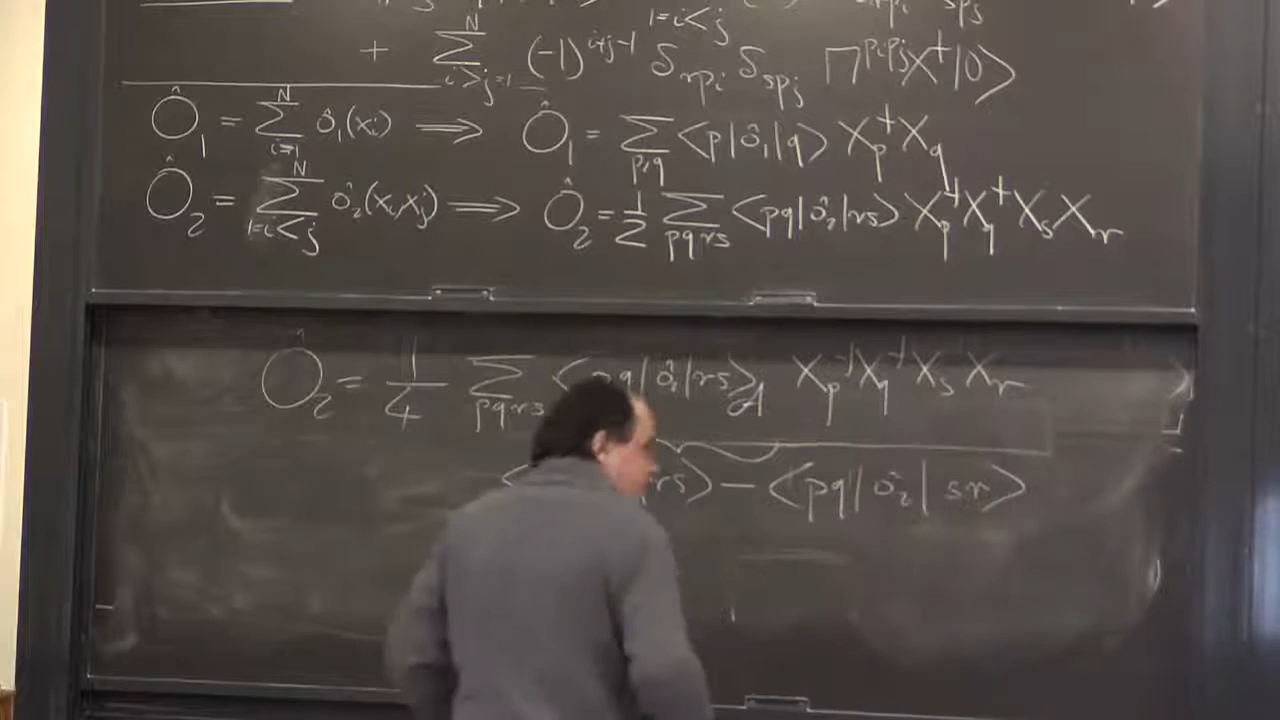 1=i<j
+ Σ_{i>j=1}^{N} (-1)^{i+j-1} δ_{rp_i} δ_{sp_j} Π^{p_i p_j} X^+|0>
Ô_1 = Σ_{i=1}^{N} ô_1(x_i) ⟹ Ô_1 = Σ_{p,q} <p|ô_1|q> X_p^+ X_q
Ô_2 = Σ_{1=i<j}^{N} ô_2(x_i,x_j) ⟹ Ô_2 = 1/2 Σ_{pqrs} <pq|ô_2|rs> X_p^+ X_q^+ X_s X_r
Ô_2 = 1/4 Σ_{pqrs} <pq|ô_2|rs>_A X_p^+ X_q^+ X_s X_r
< rs> - <pq|ô_2|sr>